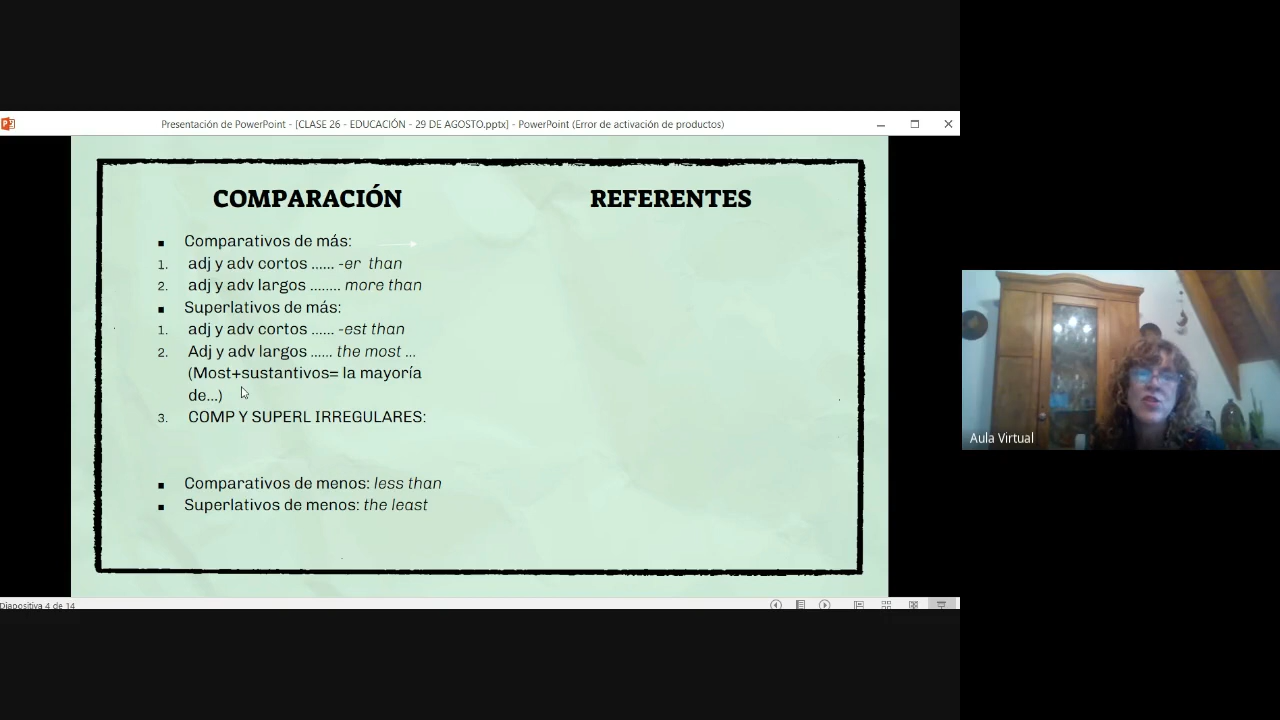 Presentación de PowerPoint - [CLASE 26 - EDUCACIÓN - 29 DE AGOSTO.pptx] - PowerPoint (Error de activación de productos)
COMPARACIÓN
▪ Comparativos de más:
1. adj y adv cortos ...... -er than
2. adj y adv largos ........ more than
▪ Superlativos de más:
1. adj y adv cortos ...... -est than
2. Adj y adv largos ...... the most ...
(Most+sustantivos= la mayoría
de...)
3. COMP Y SUPERL IRREGULARES:
▪ Comparativos de menos: less than
▪ Superlativos de menos: the least
REFERENTES
Diapositiva 4 de 14
Aula Virtual